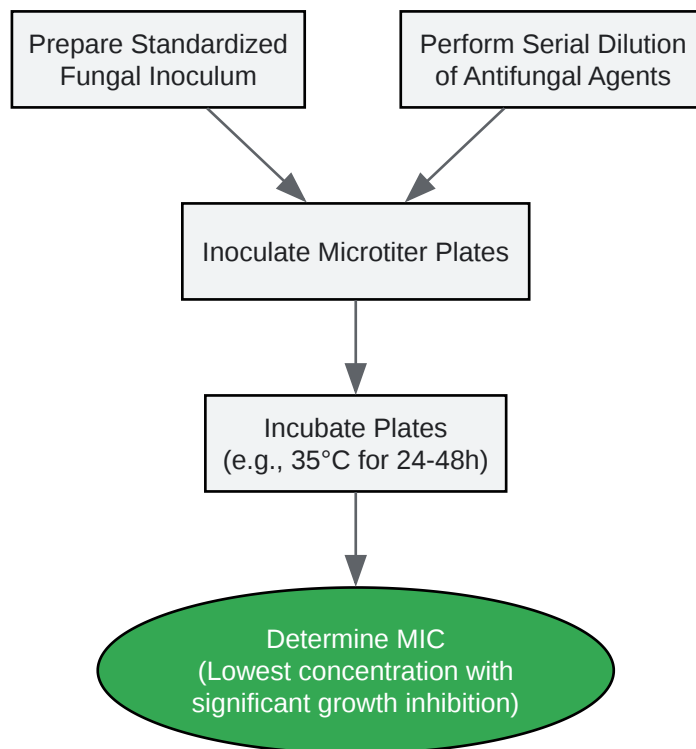 Prepare Standardized
Fungal Inoculum
Perform Serial Dilution
of Antifungal Agents
Inoculate Microtiter Plates
Incubate Plates
(e.g., 35°C for 24-48h)
Determine MIC
(Lowest concentration with
significant growth inhibition)